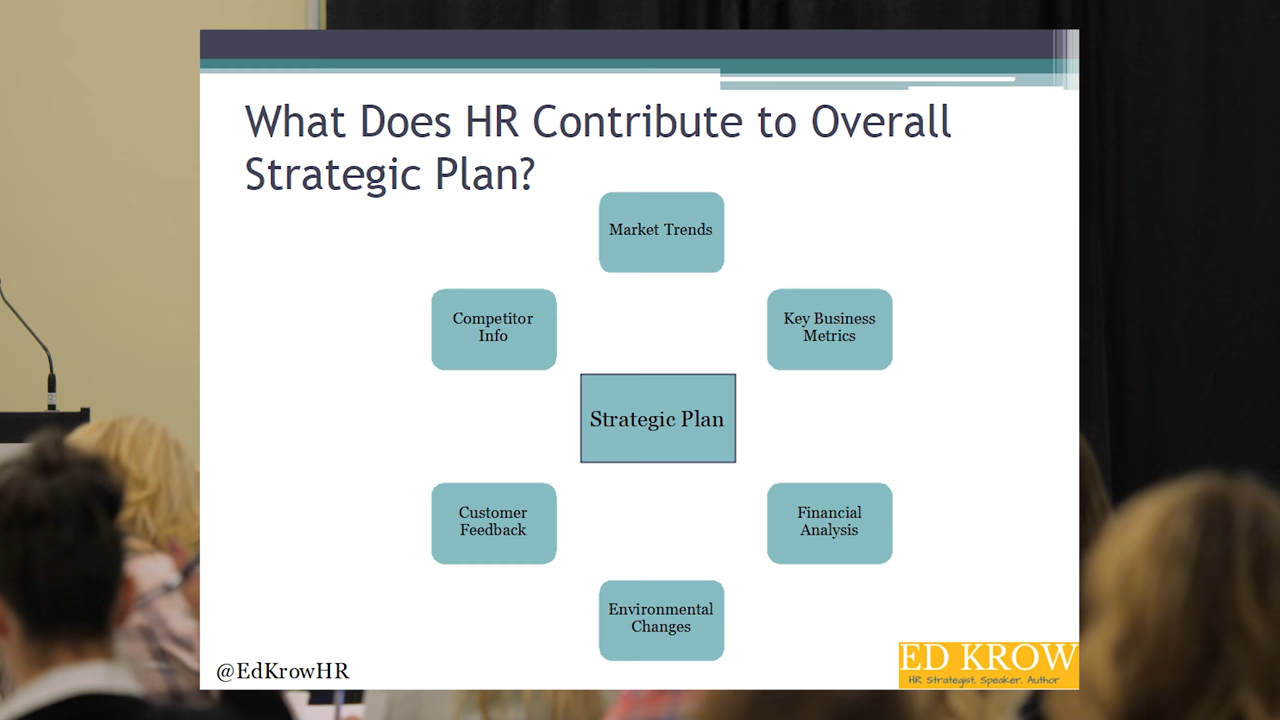 What Does HR Contribute to Overall
Strategic Plan?
Market Trends
Competitor
Info
Key Business
Metrics
Strategic Plan
Customer
Feedback
Financial
Analysis
Environmental
Changes
@EdKrowHR
ED KROW
HR Strategist, Speaker, Author